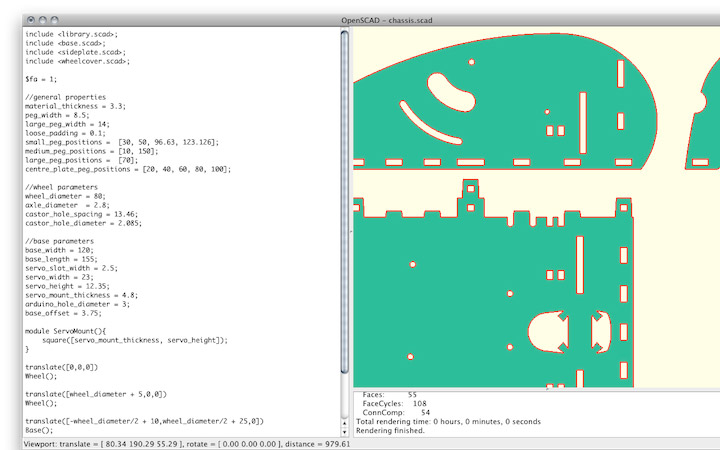 OpenSCAD – chassis.scad
include <library.scad>;
include <base.scad>;
include <sideplate.scad>;
include <wheelcover.scad>;
$fa = 1;
//general properties
material_thickness = 3.3;
peg_width = 8.5;
large_peg_width = 14;
loose_padding = 0.1;
small_peg_positions =  [30, 50, 96.63, 123.126];
medium_peg_positions = [10, 150];
large_peg_positions =  [70];
centre_plate_peg_positions = [20, 40, 60, 80, 100];
//wheel parameters
wheel_diameter = 80;
axle_diameter  = 2.8;
castor_hole_spacing = 13.46;
castor_hole_diameter = 2.085;
//base parameters
base_width = 120;
base_length = 155;
servo_slot_width = 2.5;
servo_width = 23;
servo_height = 12.35;
servo_mount_thickness = 4.8;
arduino_hole_diameter = 3;
base_offset = 3.75;
module ServoMount(){
square([servo_mount_thickness, servo_height]);
}
translate([0,0,0])
Wheel();
translate([wheel_diameter + 5,0,0])
Wheel();
translate([-wheel_diameter/2 + 10,wheel_diameter/2 + 25,0])
Base();
Faces: 55
FaceCycles: 108
ConnComp: 54
Total rendering time: 0 hours, 0 minutes, 0 seconds
Rendering finished.
Viewport: translate = [ 80.34 190.29 55.29 ], rotate = [ 0.00 0.00 0.00 ], distance = 979.61